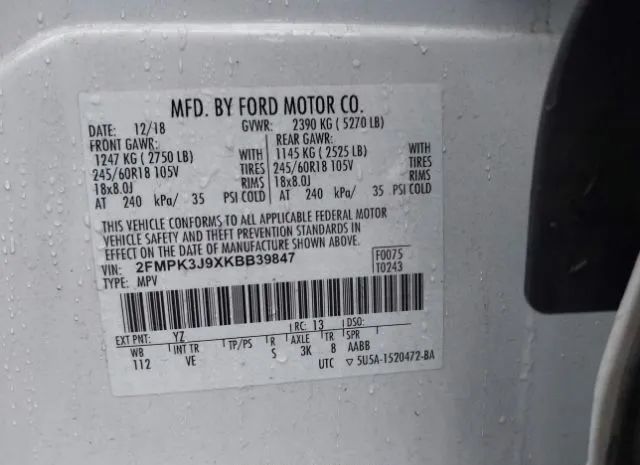 MFD. BY FORD MOTOR CO.
DATE: 12/18 GVWR: 2390 KG ( 5270 LB)
FRONT GAWR: REAR GAWR:
1247 KG ( 2750 LB) WITH 1145 KG ( 2525 LB) WITH
245/60R18 105V TIRES 245/60R18 105V TIRES
18x8.0J RIMS 18x8.0J RIMS
AT 240 kPa/ 35 PSI COLD AT 240 kPa/ 35 PSI COLD
THIS VEHICLE CONFORMS TO ALL APPLICABLE FEDERAL MOTOR
VEHICLE SAFETY AND THEFT PREVENTION STANDARDS IN
EFFECT ON THE DATE OF MANUFACTURE SHOWN ABOVE.
VIN: 2FMPK3J9XKBB39847 F0075
TYPE: MPV T0243
EXT PNT: YZ RC: 13 DSO:
WB INT TR TP/PS R AXLE TR SPR
112 VE S 3K 8 AABB
UTC ▽ 5U5A-1520472-BA